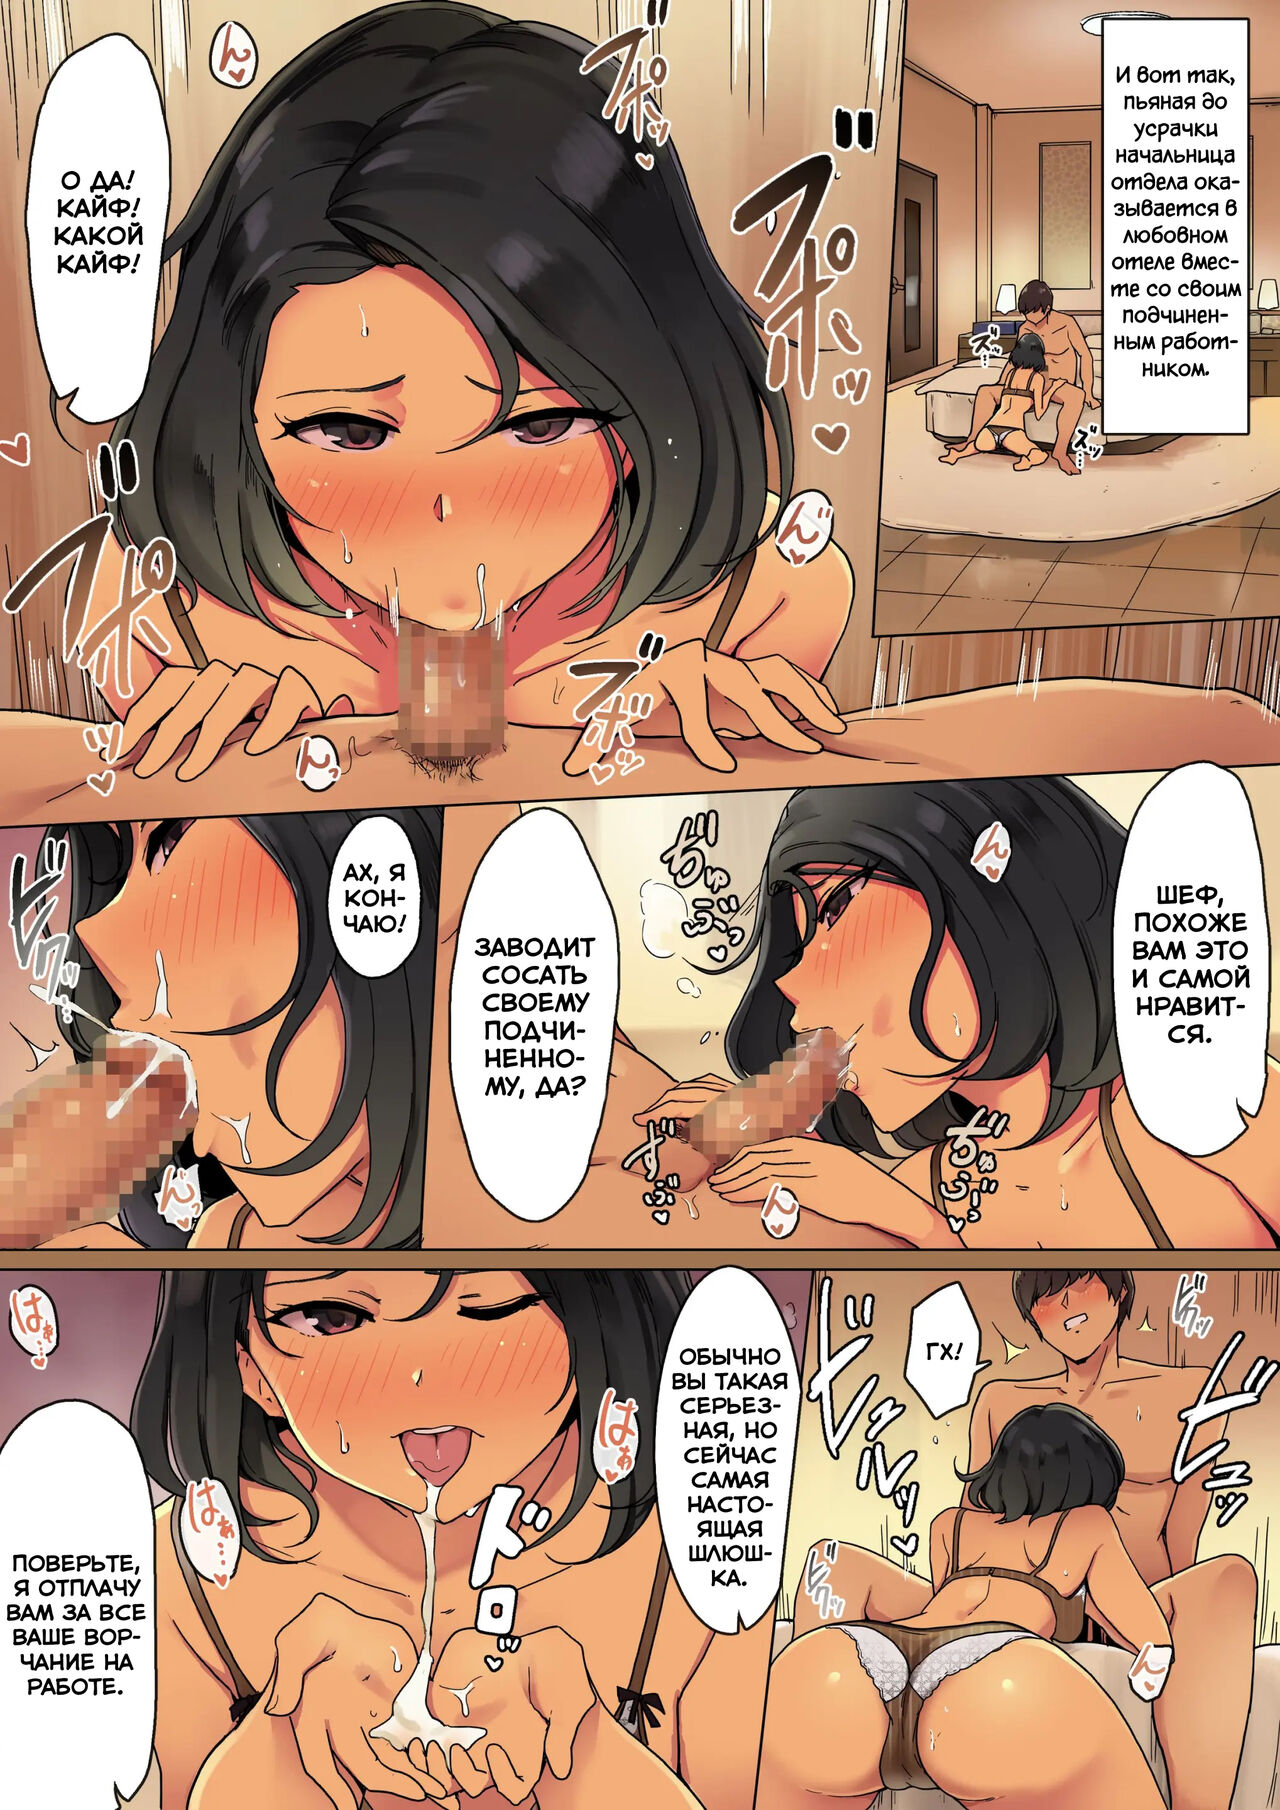 И вот так,
пьяная до
усрачки
начальница
отдела ока-
зывается в
любовном
отеле вмес-
те со своим
подчинен-
ным работ-
ником.
О ДА!
КАЙФ!
КАКОЙ
КАЙФ!
ШЕФ,
ПОХОЖЕ
ВАМ ЭТО
И САМОЙ
НРАВИТ-
СЯ.
ЗАВОДИТ
СОСАТЬ
СВОЕМУ
ПОДЧИ-
НЕННО-
МУ, ДА?
АХ, Я
КОН-
ЧАЮ!
ГХ!
ОБЫЧНО
ВЫ ТАКАЯ
СЕРЬЕЗ-
НАЯ, НО
СЕЙЧАС
САМАЯ
НАСТО-
ЯЩАЯ
ШЛЮШ-
КА.
ПОВЕРЬТЕ,
Я ОТПЛАЧУ
ВАМ ЗА ВСЕ
ВАШЕ ВОР-
ЧАНИЕ НА
РАБОТЕ.